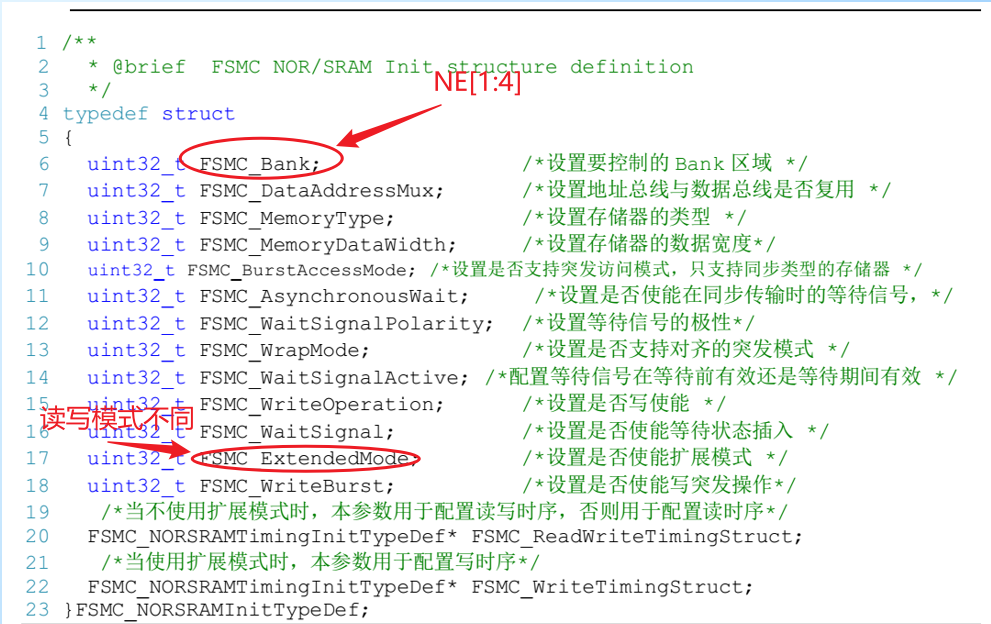 1 /**
2 * @brief FSMC NOR/SRAM Init structure definition
NE[1:4]
3 */
4 typedef struct
5 {
6 uint32_t FSMC_Bank; /*设置要控制的 Bank 区域 */
7 uint32_t FSMC_DataAddressMux; /*设置地址总线与数据总线是否复用 */
8 uint32_t FSMC_MemoryType; /*设置存储器的类型 */
9 uint32_t FSMC_MemoryDataWidth; /*设置存储器的数据宽度*/
10 uint32_t FSMC_BurstAccessMode; /*设置是否支持突发访问模式，只支持同步类型的存储器 */
11 uint32_t FSMC_AsynchronousWait; /*设置是否使能在同步传输时的等待信号，*/
12 uint32_t FSMC_WaitSignalPolarity; /*设置等待信号的极性*/
13 uint32_t FSMC_WrapMode; /*设置是否支持对齐的突发模式 */
14 uint32_t FSMC_WaitSignalActive; /*配置等待信号在等待前有效还是等待期间有效 */
15 uint32_t FSMC_WriteOperation; /*设置是否写使能 */
读写模式不同
16 uint32_t FSMC_WaitSignal; /*设置是否使能等待状态插入 */
17 uint32_t FSMC_ExtendedMode; /*设置是否使能扩展模式 */
18 uint32_t FSMC_WriteBurst; /*设置是否使能写突发操作*/
19 /*当不使用扩展模式时，本参数用于配置读写时序，否则用于配置读时序*/
20 FSMC_NORSRAMTimingInitTypeDef* FSMC_ReadWriteTimingStruct;
21 /*当使用扩展模式时，本参数用于配置写时序*/
22 FSMC_NORSRAMTimingInitTypeDef* FSMC_WriteTimingStruct;
23 }FSMC_NORSRAMInitTypeDef;